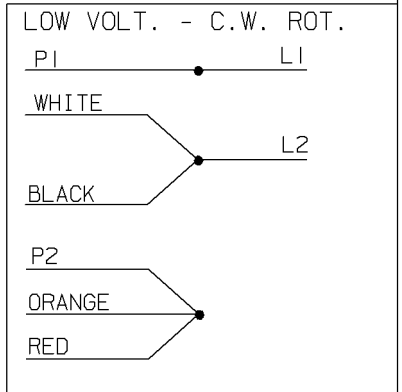 LOW VOLT. - C.W. ROT.
P1 L1
WHITE
L2
BLACK
P2
ORANGE
RED